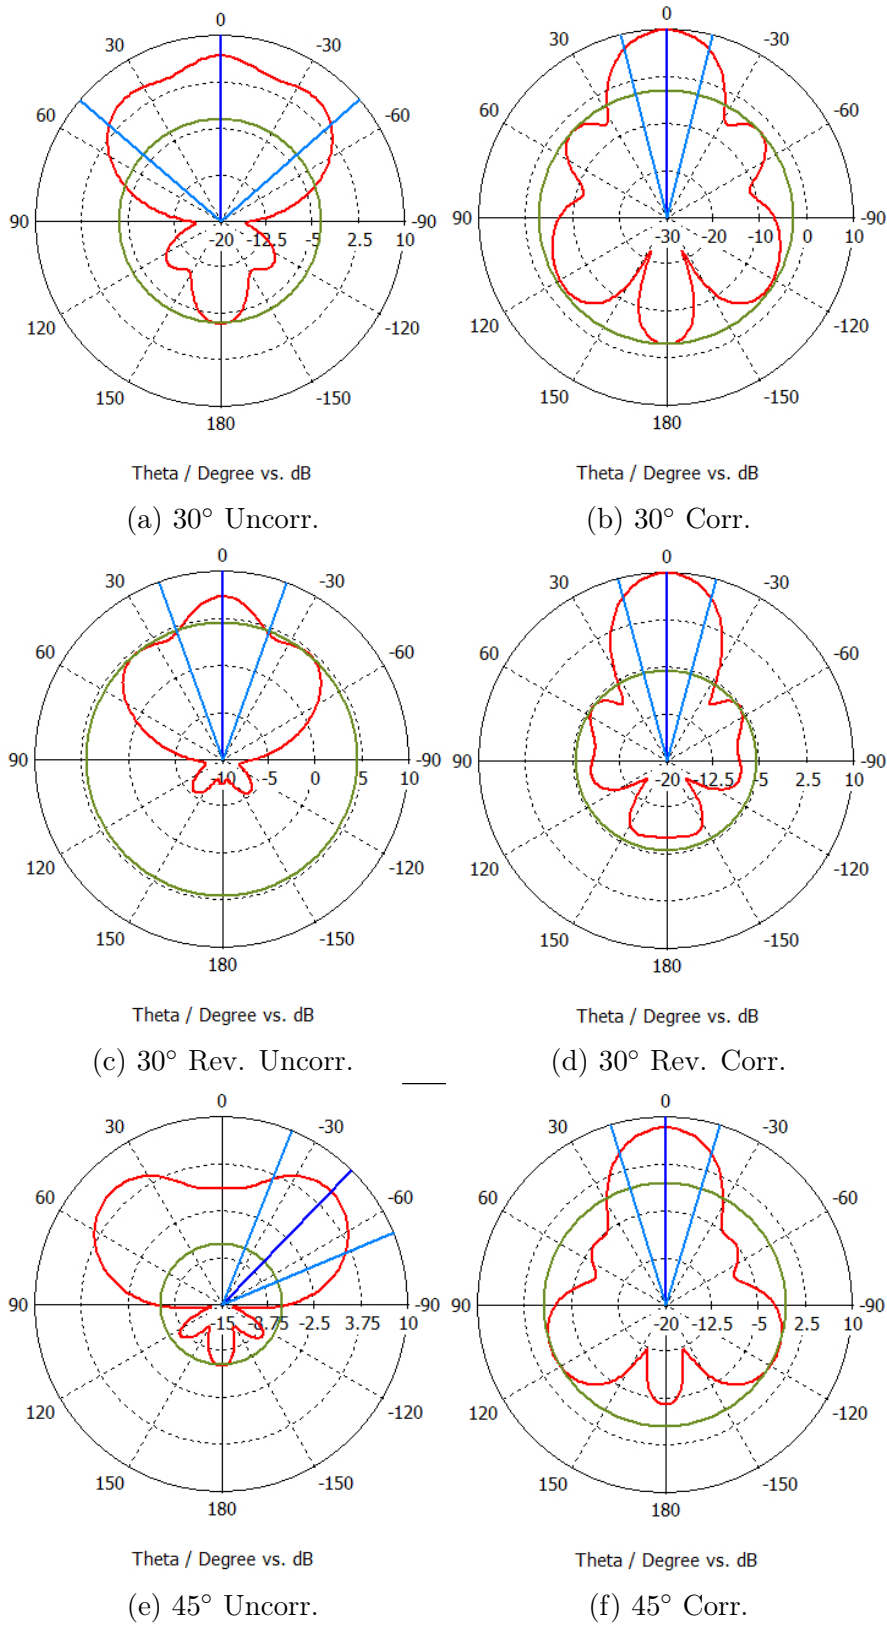 0 0
30 -30 30 -30
60 -60 60 -60
90 -20 -12.5 -5 2.5 10 -90 90 -30 -20 -10 0 10 -90
120 -120 120 -120
150 -150 150 -150
180 180
Theta / Degree vs. dB Theta / Degree vs. dB
(a) 30° Uncorr. (b) 30° Corr.
0 0
30 -30 30 -30
60 -60 60 -60
90 -10 -5 0 5 10 -90 90 -20 -12.5 -5 2.5 10 -90
120 -120 120 -120
150 -150 150 -150
180 180
Theta / Degree vs. dB Theta / Degree vs. dB
(c) 30° Rev. Uncorr. (d) 30° Rev. Corr.
0 0
30 -30 30 -30
60 -60 60 -60
90 -15 -8.75 -2.5 3.75 10 -90 90 -20 -12.5 -5 2.5 10 -90
120 -120 120 -120
150 -150 150 -150
180 180
Theta / Degree vs. dB Theta / Degree vs. dB
(e) 45° Uncorr. (f) 45° Corr.